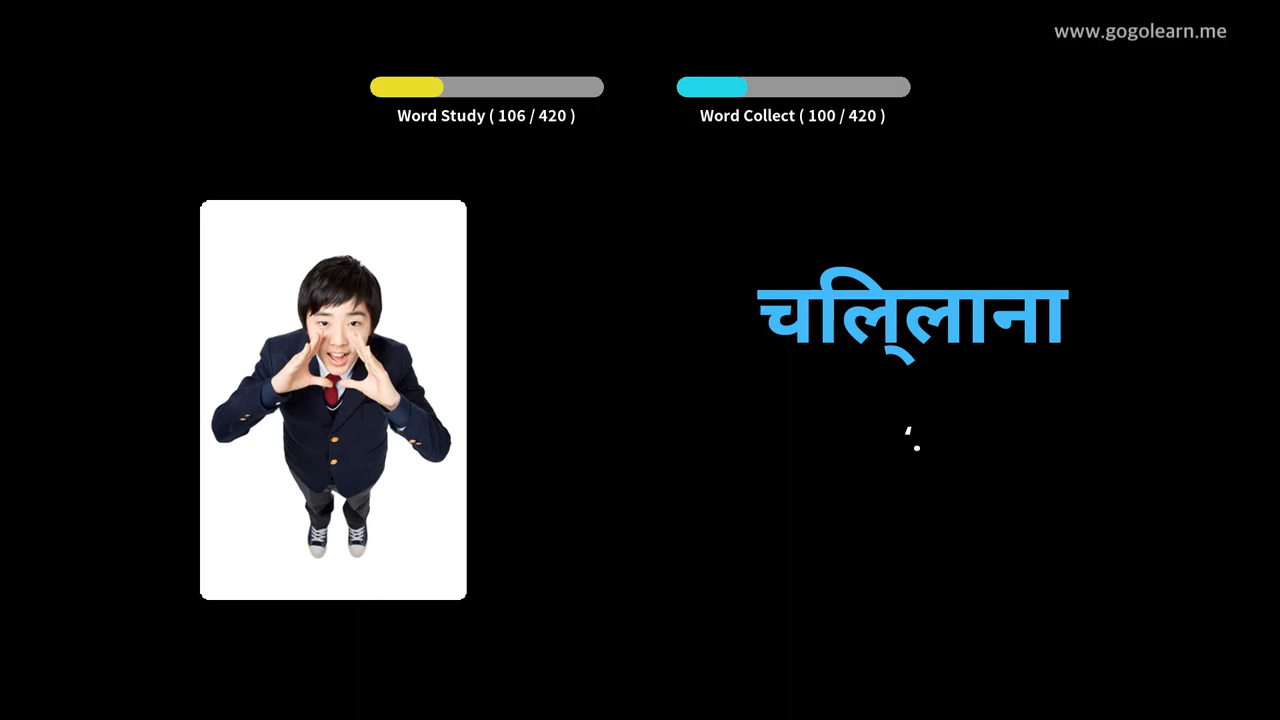 www.gogolearn.me
Word Study ( 106 / 420 )
Word Collect ( 100 / 420 )
चिल्लाना
‘.